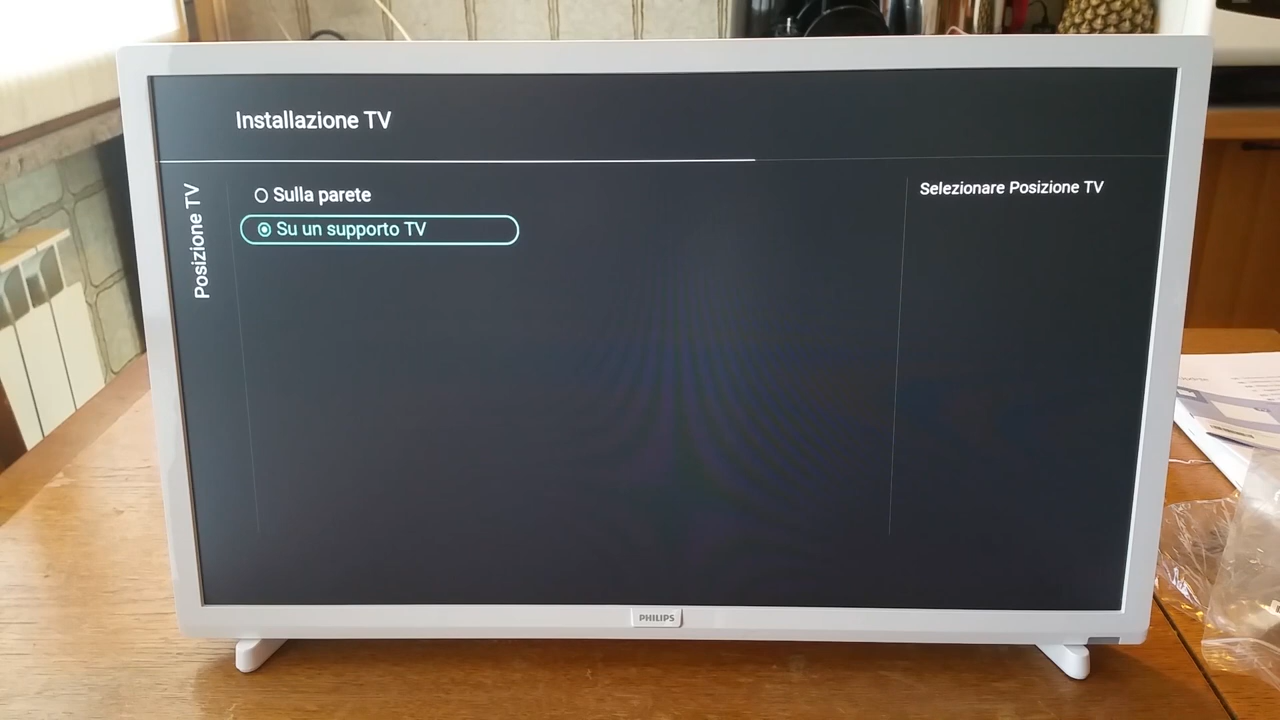 Installazione TV
Posizione TV
Sulla parete
Su un supporto TV
Selezionare Posizione TV
PHILIPS